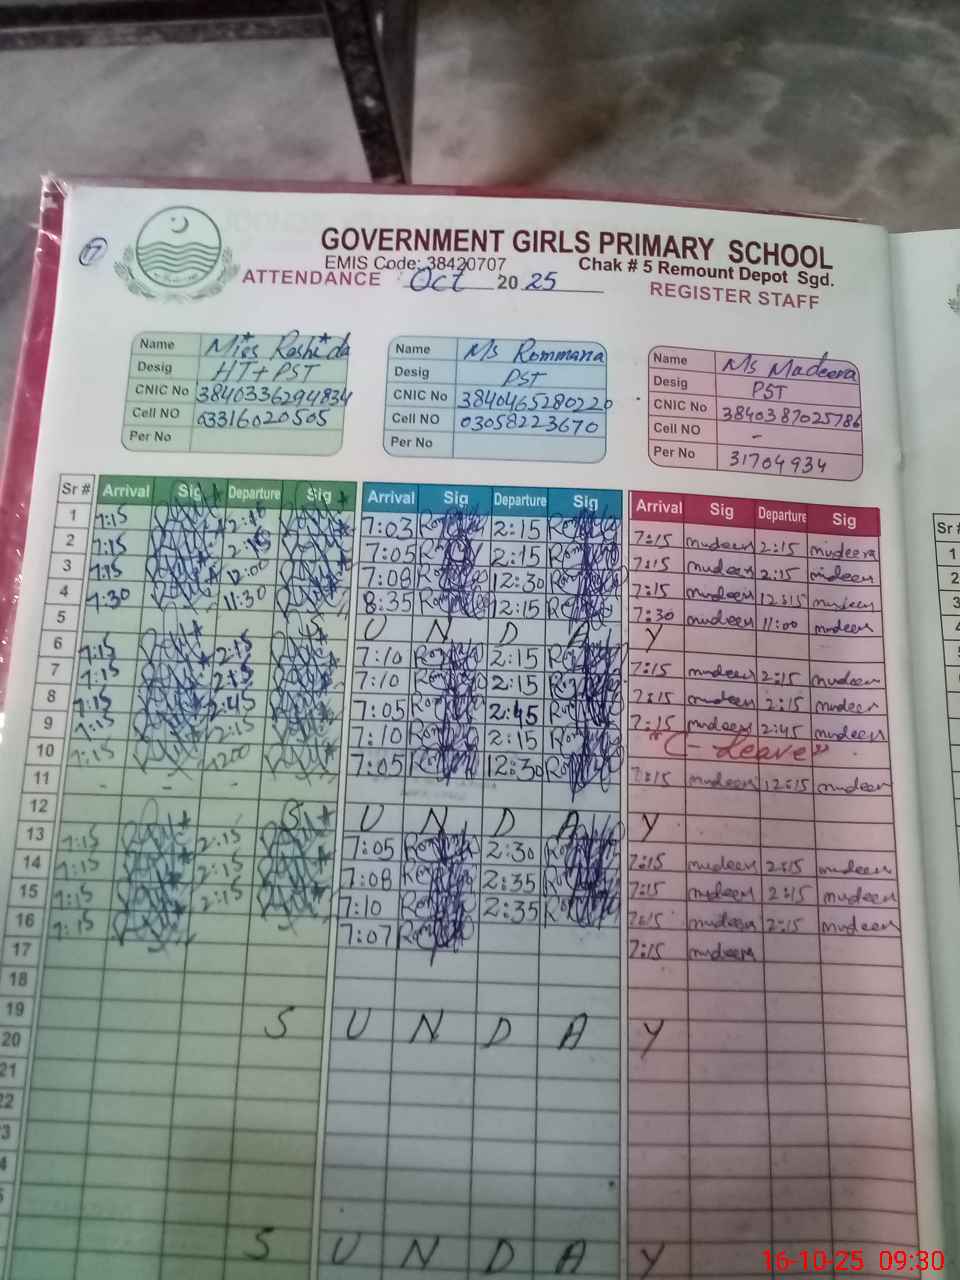 17
GOVERNMENT GIRLS PRIMARY SCHOOL
EMIS Code: 38420707 Chak # 5 Remount Depot Sgd.
ATTENDANCE Oct 20 25 REGISTER STAFF
Name Miss Rashida
Desig HT+PST
CNIC No 3840336294834
Cell NO 03316020505
Per No
Name Ms Rommana
Desig PST
CNIC No 3840465280220
Cell NO 03058223670
Per No
Name Ms Madeera
Desig PST
CNIC No 3840387025786
Cell NO -
Per No 31704934
Sr # Arrival Sig Departure Sig Arrival Sig Departure Sig Arrival Sig Departure Sig
1 7:15 2:15 7:03 2:15 7:15 mudeera 2:15 mudeera
2 7:15 2:15 7:05 2:15 7:15 mudeera 2:15 mudeera
3 7:15 12:00 7:08 12:30 7:15 mudeera 12:15 mudeera
4 7:30 11:30 8:35 12:15 7:30 mudeera 11:00 mudeera
5 S U N D A Y
6 7:15 2:15 7:10 2:15 7:15 mudeera 2:15 mudeera
7 7:15 2:15 7:10 2:15 7:15 mudeera 2:15 mudeera
8 7:15 2:45 7:05 2:45 7:15 mudeera 2:45 mudeera
9 7:15 2:15 7:10 2:15 "C- Leave"
10 7:15 12:00 7:05 12:30 7:15 mudeera 12:15 mudeera
11 - - -
12 S U N D A Y
13 7:15 2:15 7:05 2:30 7:15 mudeera 2:15 mudeera
14 7:15 2:15 7:08 2:35 7:15 mudeera 2:15 mudeera
15 7:15 2:15 7:10 2:35 7:15 mudeera 2:15 mudeera
16 7:15 7:07 7:15 mudeera
17
18
19 S U N D A Y
20
21
22
S U N D A Y
16-10-25 09:30